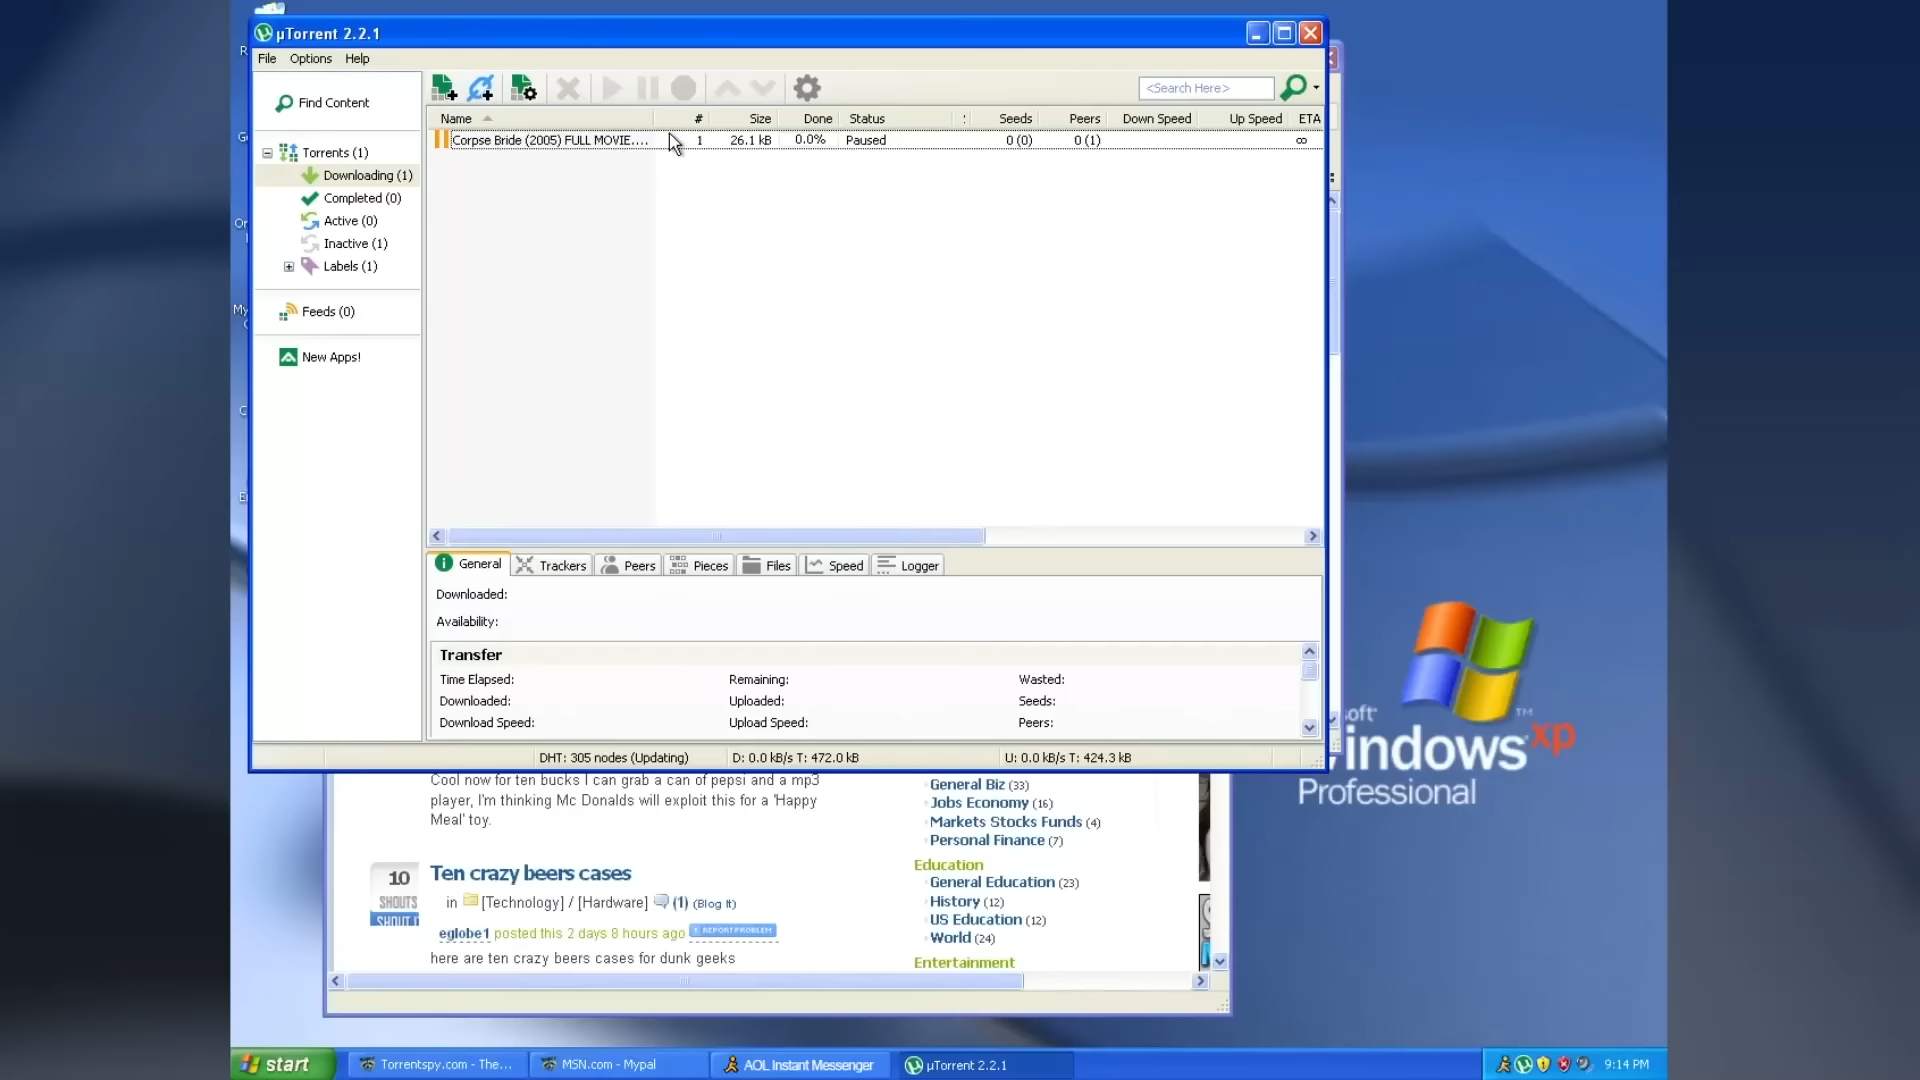 µTorrent 2.2.1
File Options Help
Find Content
<Search Here>
Torrents (1)
Downloading (1)
Completed (0)
Active (0)
Inactive (1)
Labels (1)
Feeds (0)
New Apps!
Name # Size Done Status : Seeds Peers Down Speed Up Speed ETA
Corpse Bride (2005) FULL MOVIE.... 1 26.1 kB 0.0% Paused 0 (0) 0 (1) ∞
General Trackers Peers Pieces Files Speed Logger
Downloaded:
Availability:
Transfer
Time Elapsed: Remaining: Wasted:
Downloaded: Uploaded: Seeds:
Download Speed: Upload Speed: Peers:
DHT: 305 nodes (Updating) D: 0.0 kB/s T: 472.0 kB U: 0.0 kB/s T: 424.3 kB
soft
indows xp
TM
Professional
Cool now for ten bucks I can grab a can of pepsi and a mp3
player, I'm thinking Mc Donalds will exploit this for a 'Happy
Meal' toy.
10
SHOUTS
SHOUT I
Ten crazy beers cases
in [Technology] / [Hardware] (1) (Blog It)
eglobe1 posted this 2 days 8 hours ago REPORT PROBLEM
here are ten crazy beers cases for dunk geeks
General Biz (33)
Jobs Economy (16)
Markets Stocks Funds (4)
Personal Finance (7)
Education
General Education (23)
History (12)
US Education (12)
World (24)
Entertainment
start
Torrentspy.com - The...
MSN.com - Mypal
AOL Instant Messenger
µTorrent 2.2.1
9:14 PM